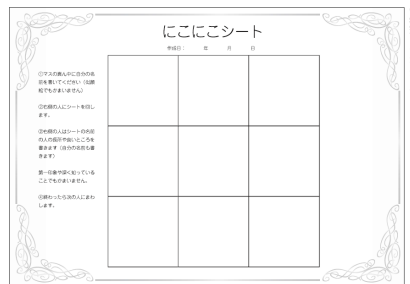 にこにこシート
作成日:　　年　　月　　日
①マスの真ん中に自分の名
前を書いてください（似顔
絵でもかまいません）
②右側の人にシートを回し
ます。
③右側の人はシートの名前
の人の長所や良いところを
書きます（自分の名前も書
きます）
第一印象や深く知っている
ことでもかまいません。
④終わったら次の人にまわ
します。